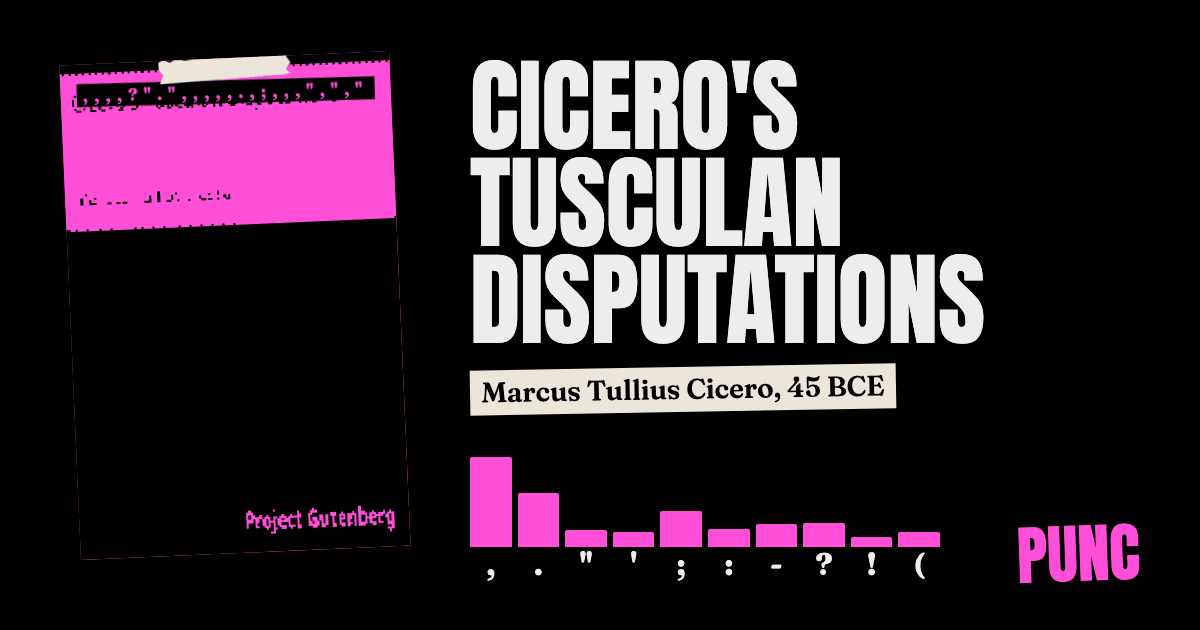 ,,,,?".",,,,,.,;,,,",","
Project Gutenberg
CICERO'S
TUSCULAN
DISPUTATIONS
Marcus Tullius Cicero, 45 BCE
, . " ' ; : - ? ! (
PUNC